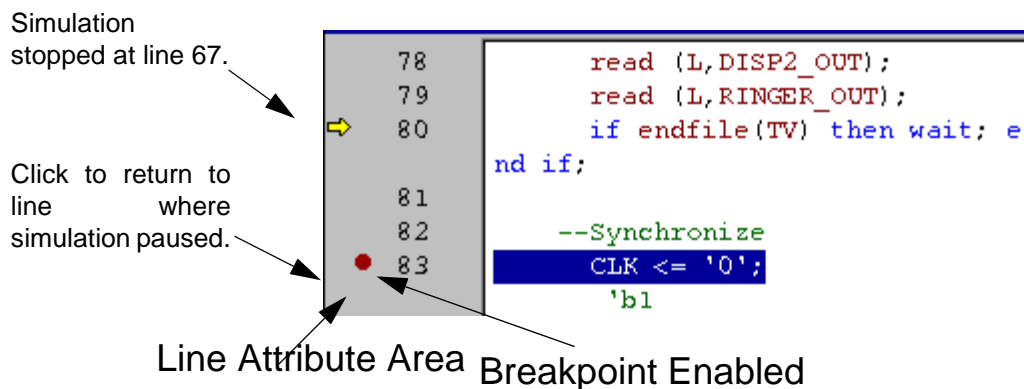 Simulation
stopped at line 67.
78 read (L,DISP2_OUT);
79 read (L,RINGER_OUT);
80 if endfile(TV) then wait; e
nd if;
Click to return to
line where
simulation paused.
81
82 --Synchronize
83 CLK <= '0';
'bl
Line Attribute Area
Breakpoint Enabled